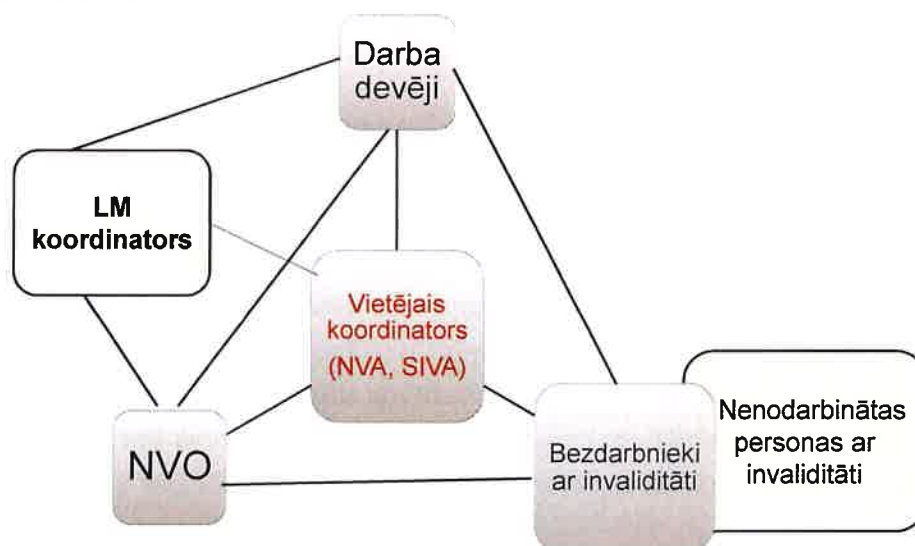 Darba
devēji
LM
koordinators
Vietējais
koordinators
(NVA, SIVA)
NVO
Bezdarbnieki
ar invaliditāti
Nenodarbinātas
personas ar
invaliditāti